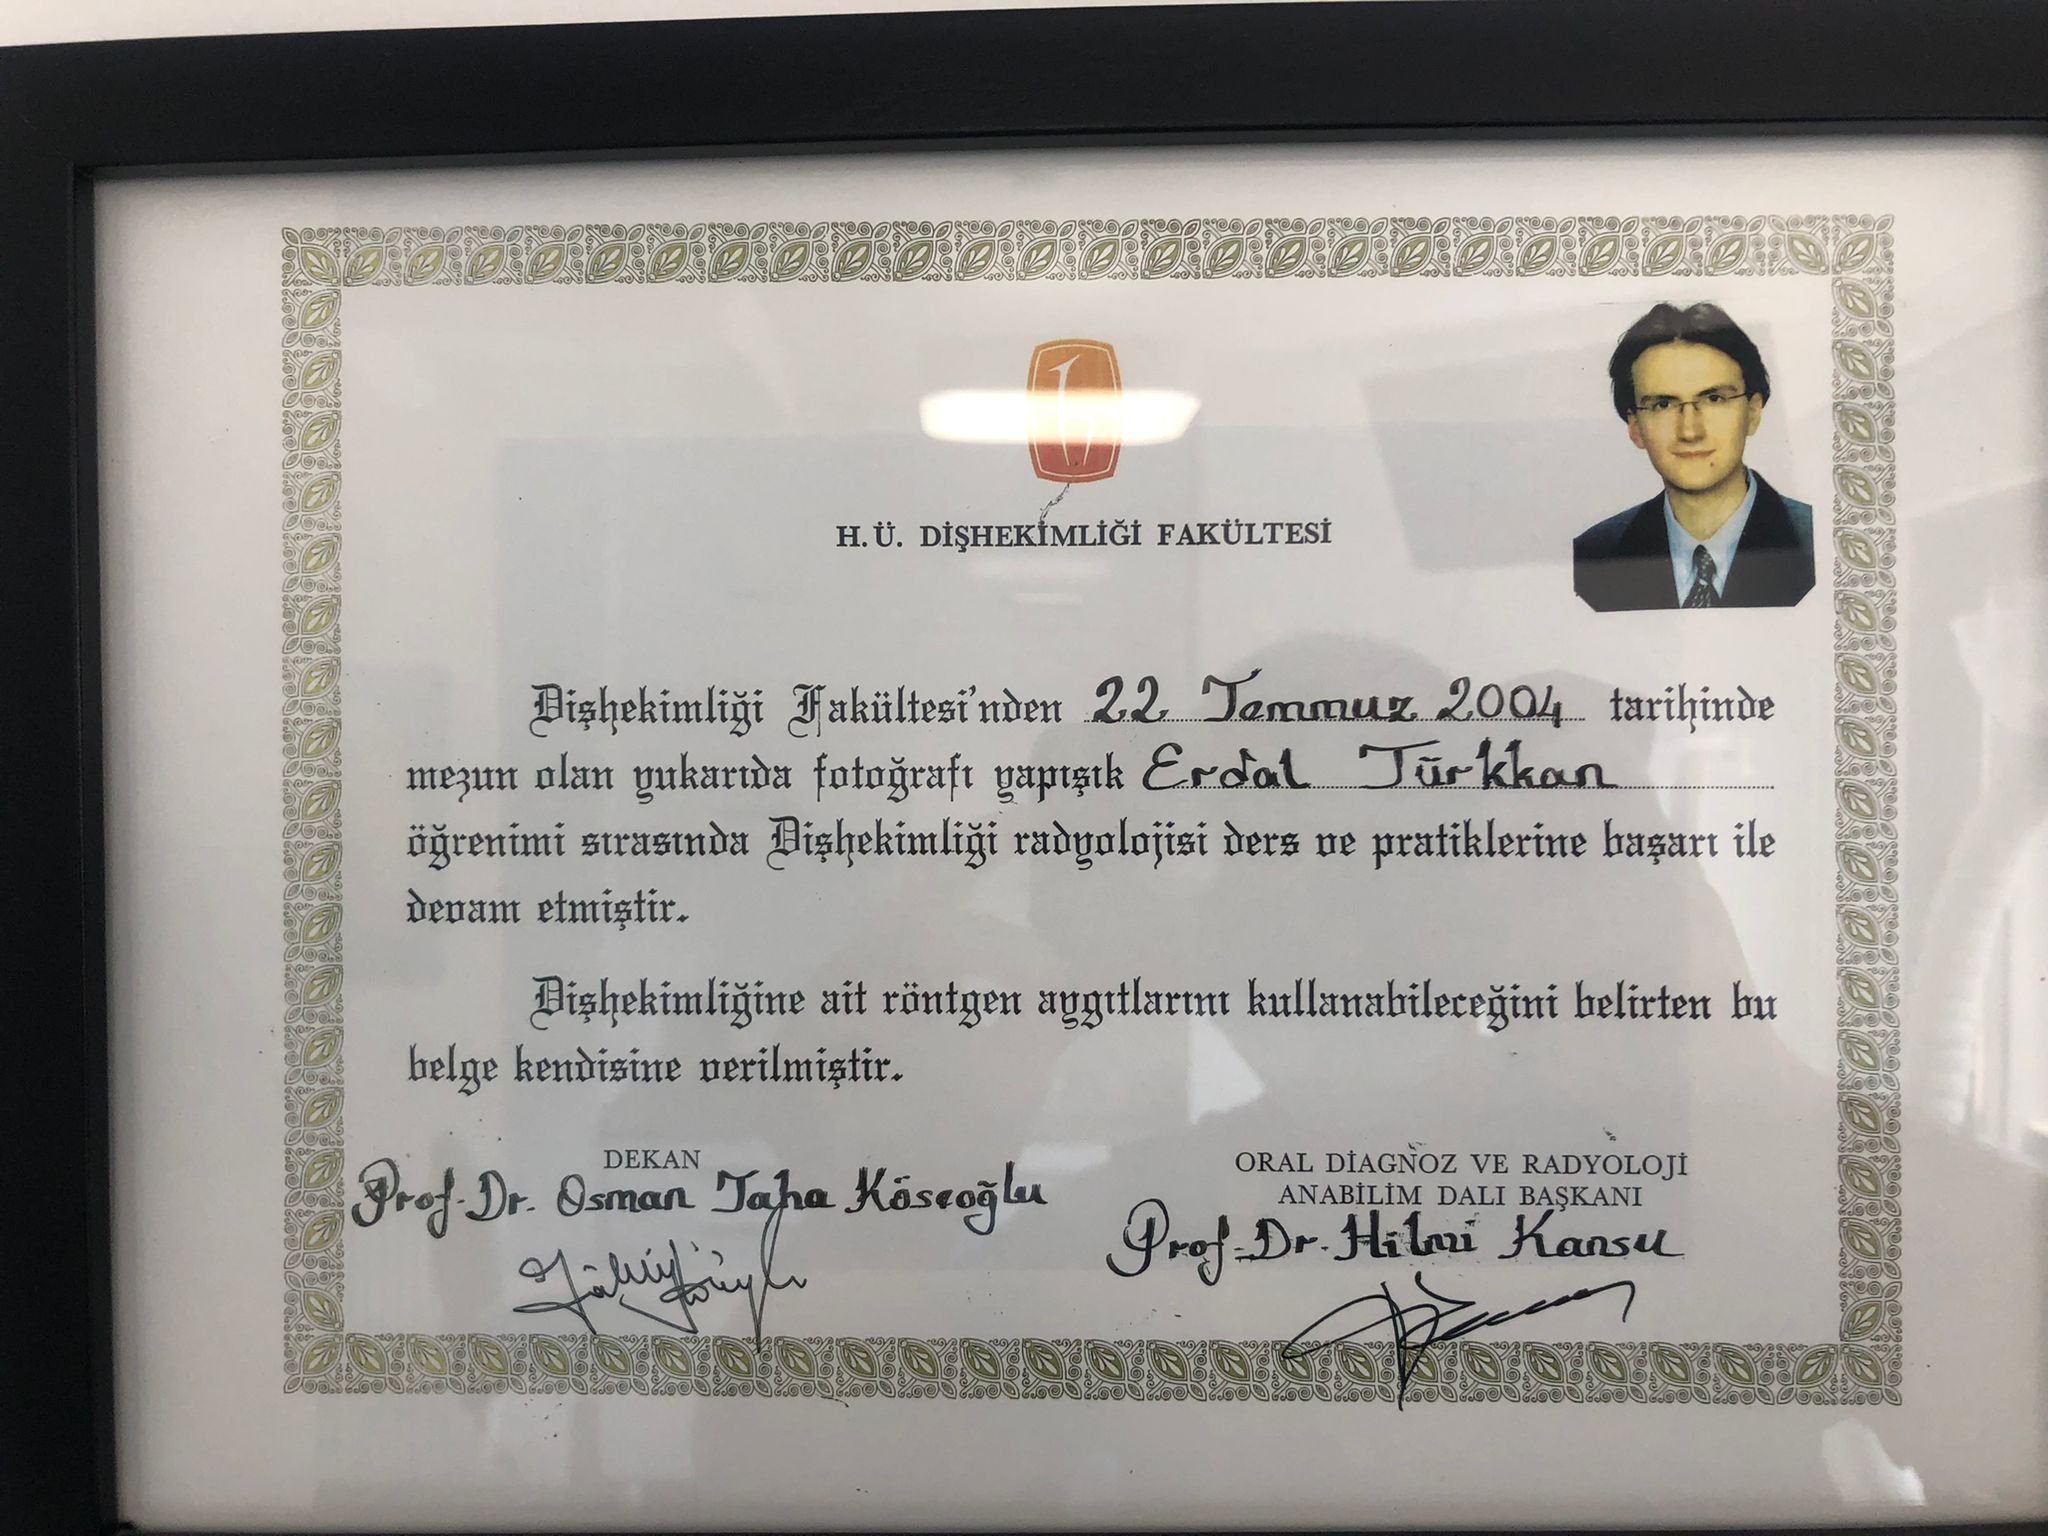 H. Ü. DİŞHEKİMLİĞİ FAKÜLTESİ
Dişhekimliği Fakültesi'nden 22 Temmuz 2004 tarihinde
mezun olan yukarıda fotoğrafı yapışık Erdal Türkkan
öğrenimi sırasında Dişhekimliği radyolojisi ders ve pratiklerine başarı ile
devam etmiştir.
Dişhekimliğine ait röntgen aygıtlarını kullanabileceğini belirten bu
belge kendisine verilmiştir.
DEKAN
Prof. Dr. Osman Taha Köseoğlu
ORAL DİAGNOZ VE RADYOLOJİ
ANABİLİM DALI BAŞKANI
Prof. Dr. Hilmi Kansu